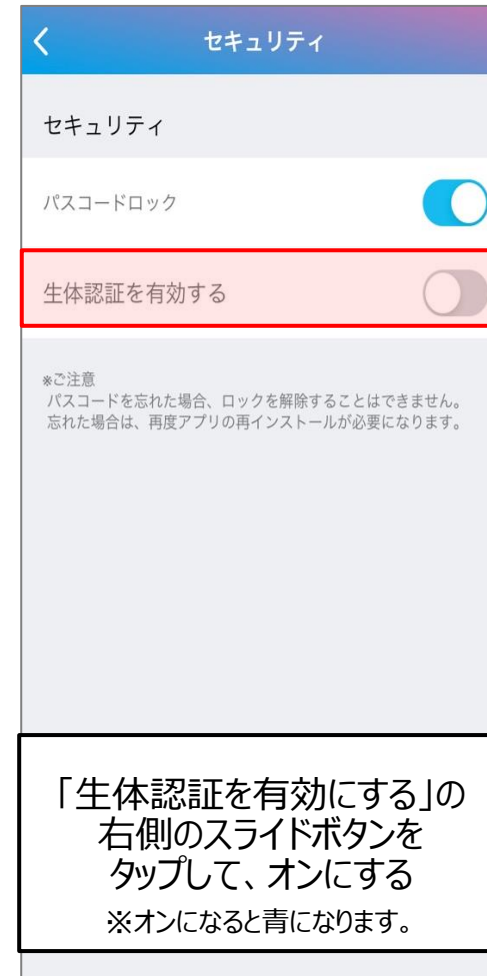 セキュリティ
セキュリティ
パスコードロック
生体認証を有効する
※ご注意
パスコードを忘れた場合、ロックを解除することはできません。
忘れた場合は、再度アプリの再インストールが必要になります。
「生体認証を有効にする」の
右側のスライドボタンを
タップして、オンにする
※オンになると青になります。